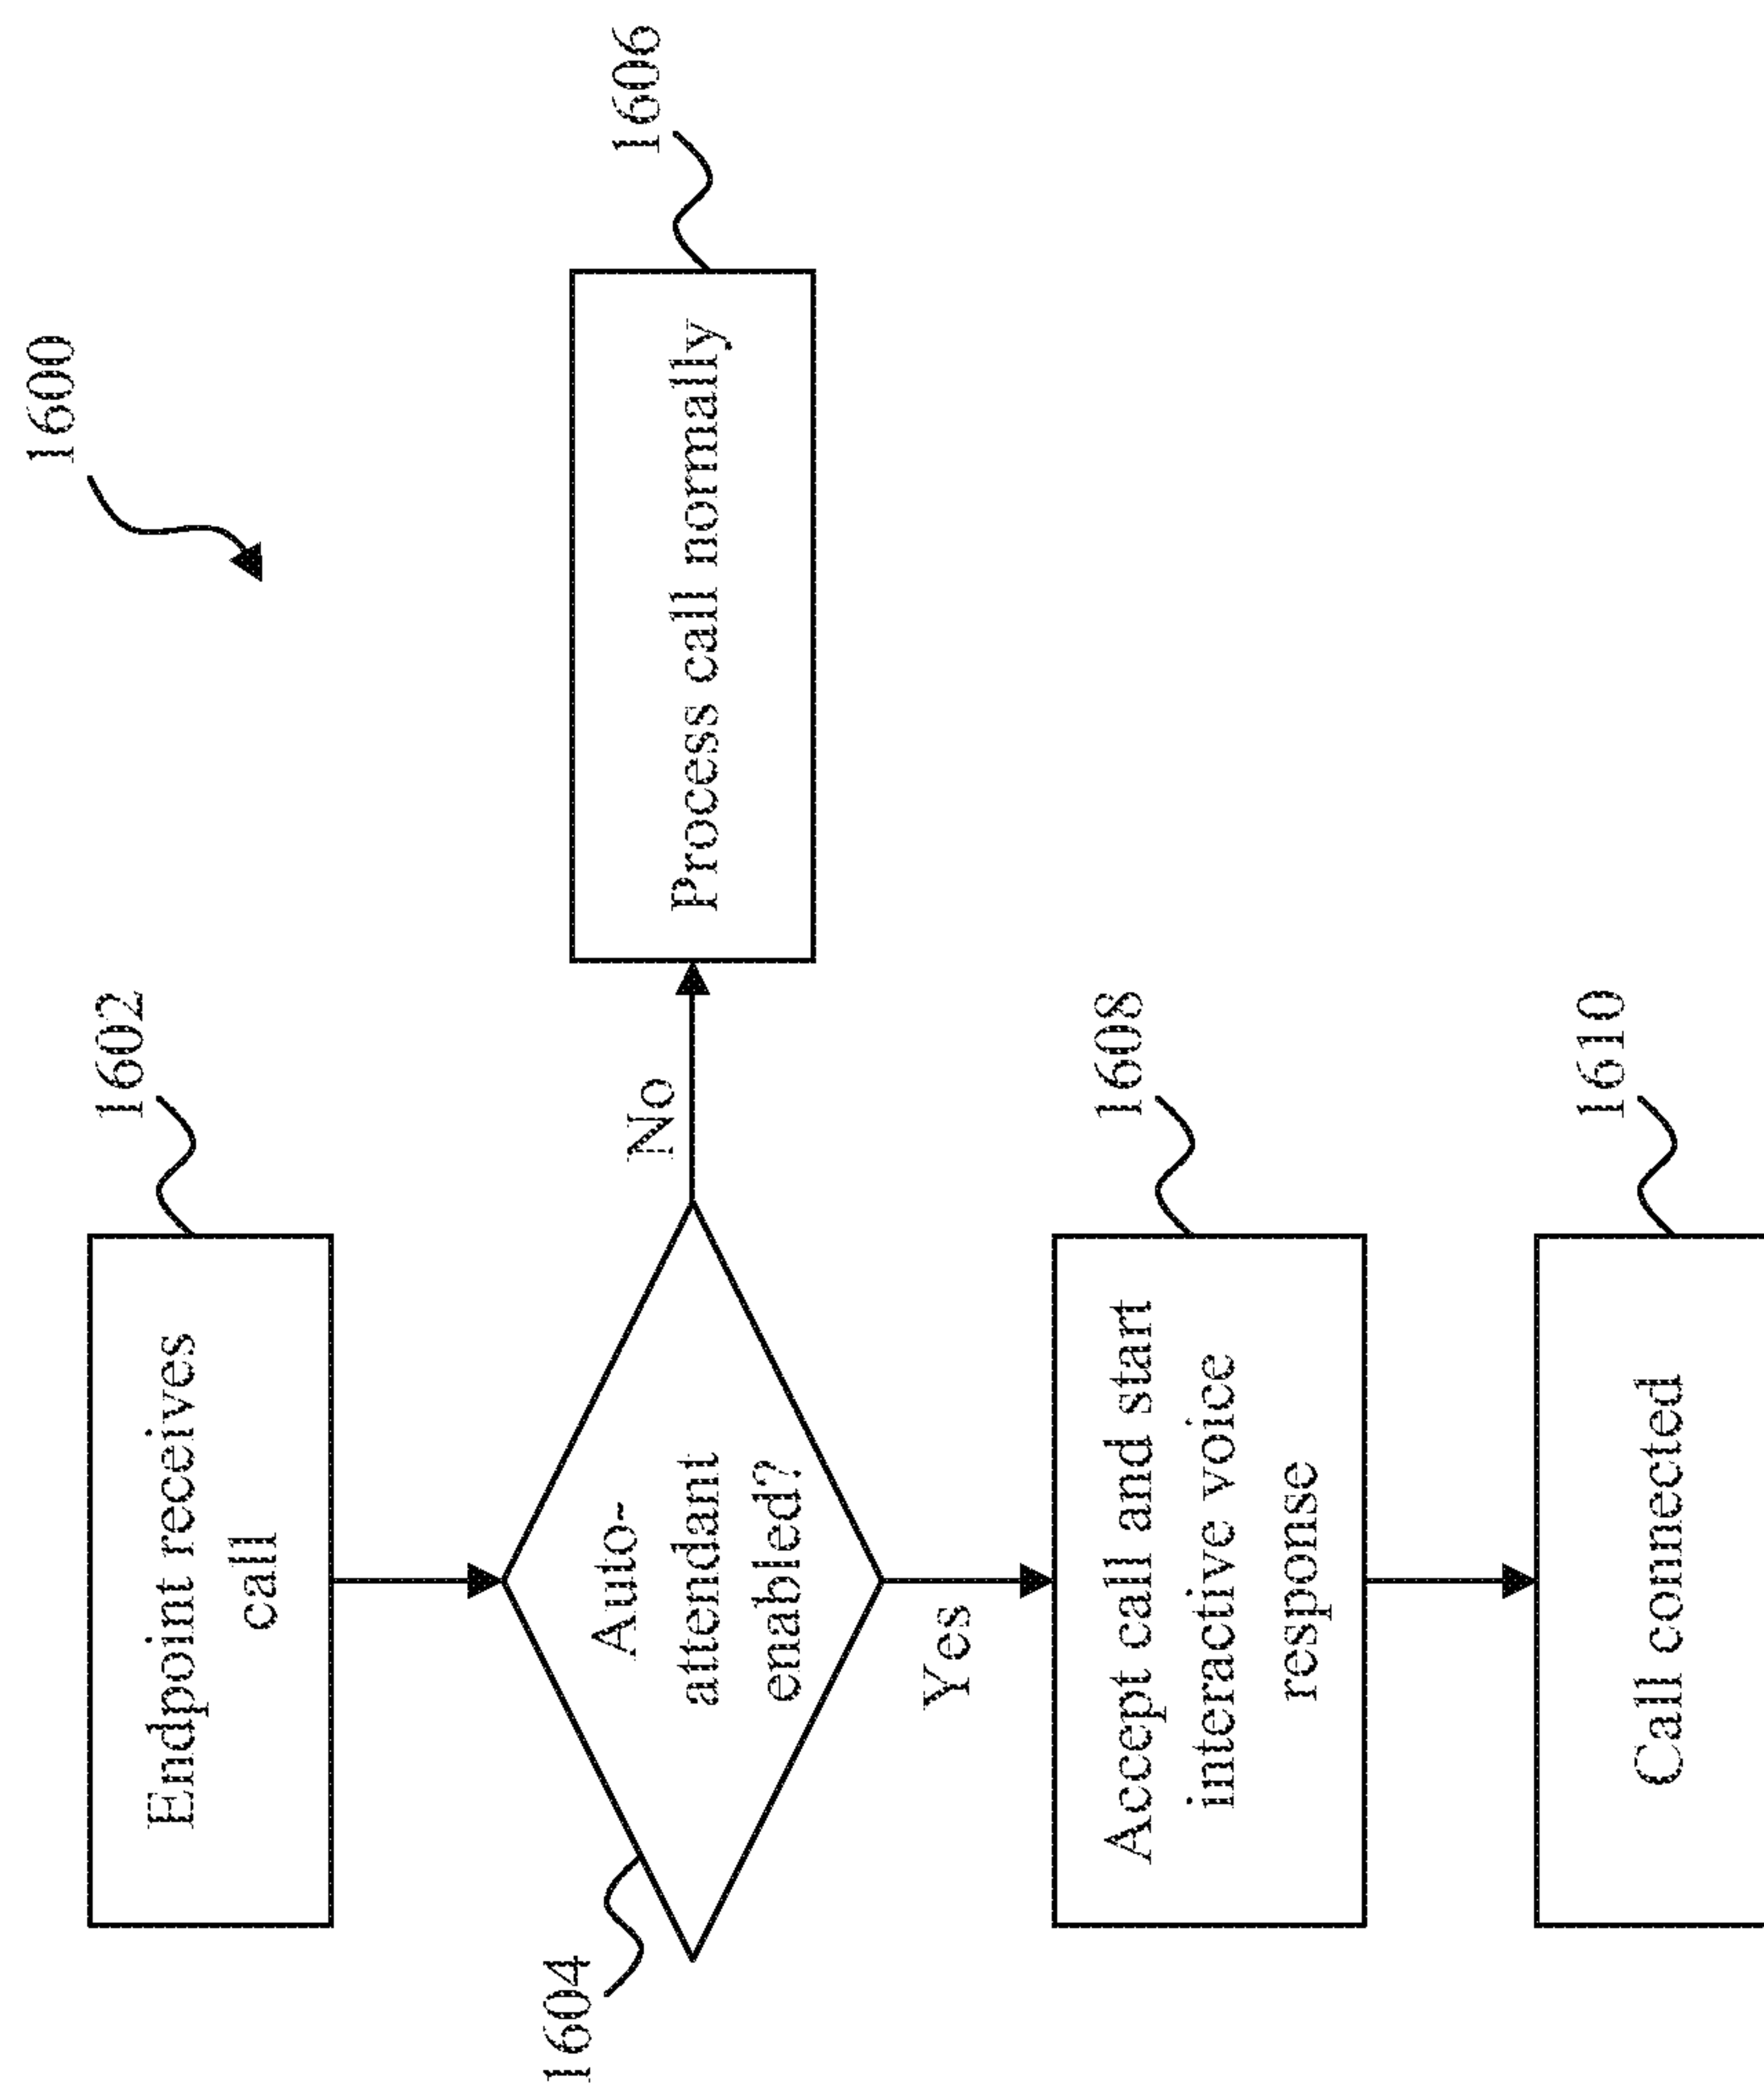 1600
1602
Endpoint receives
call
1604
Auto-
attendant
enabled?
No
1606
Process call normally
Yes
1608
Accept call and start
interactive voice
response
1610
Call connected